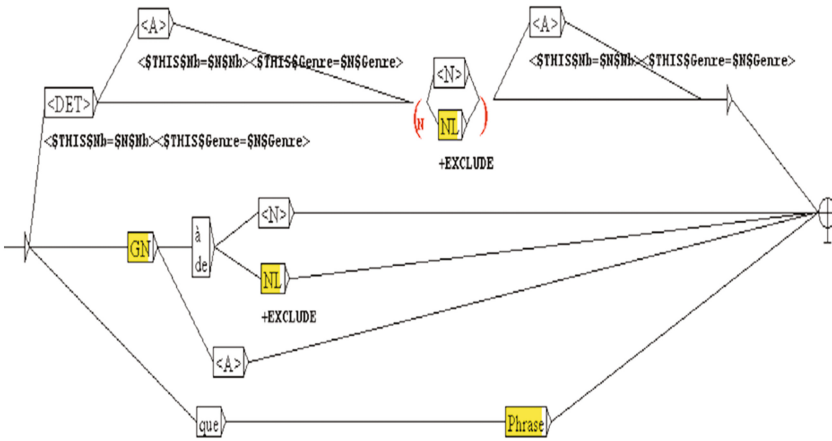 <A>
<A>
<$THIS$Nb=$N$Nb><$THIS$Genre=$N$Genre>
<$THIS$Nb=$N$Nb><$THIS$Genre=$N$Genre>
<N>
<DET>
(N
NL
)
<$THIS$Nb=$N$Nb><$THIS$Genre=$N$Genre>
+EXCLUDE
<N>
GN
à
de
NL
+EXCLUDE
<A>
que
Phrase